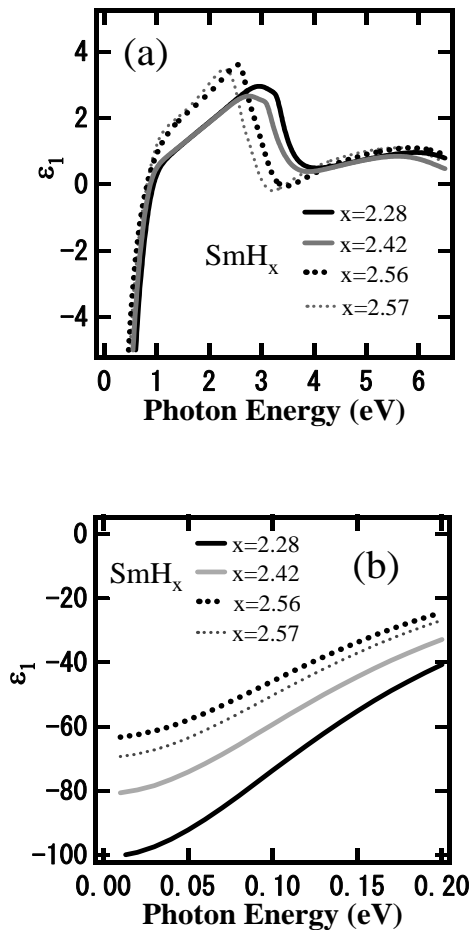 (a)
4
2
0
-2
-4
ε1
SmHx
x=2.28
x=2.42
x=2.56
x=2.57
0 1 2 3 4 5 6
Photon Energy (eV)
(b)
0
-20
-40
-60
-80
-100
ε1
SmHx
x=2.28
x=2.42
x=2.56
x=2.57
0.00 0.05 0.10 0.15 0.20
Photon Energy (eV)